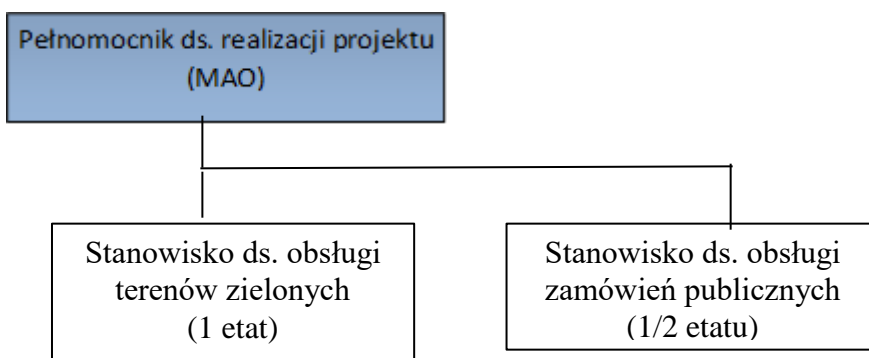 Pełnomocnik ds. realizacji projektu
(MAO)
Stanowisko ds. obsługi
terenów zielonych
(1 etat)
Stanowisko ds. obsługi
zamówień publicznych
(1/2 etatu)